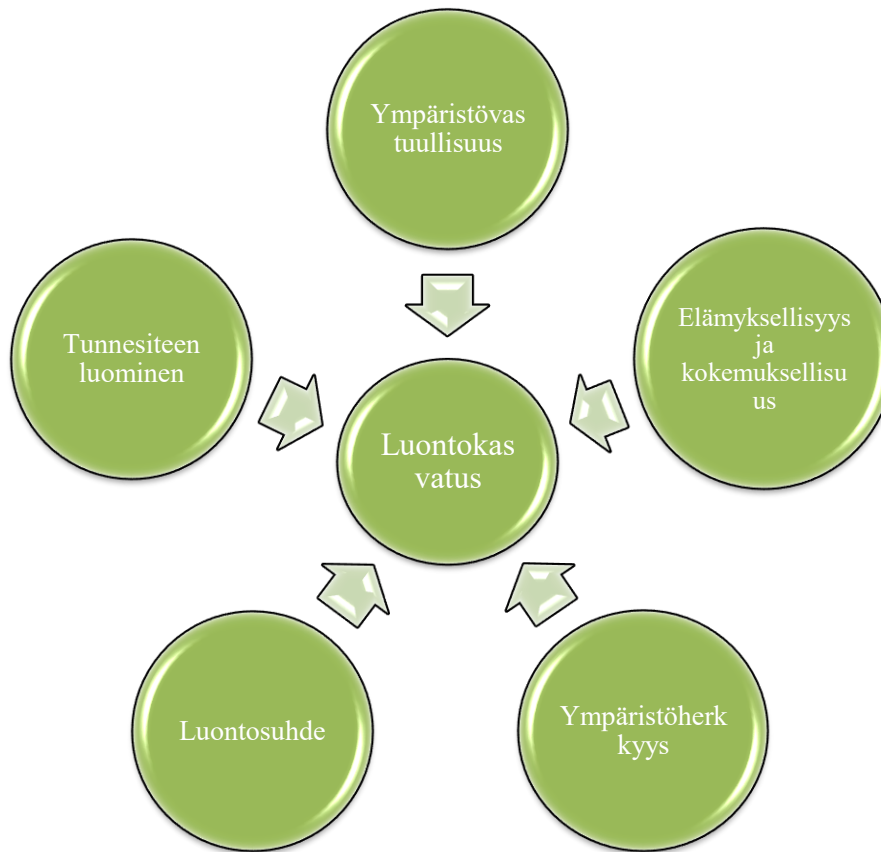 Ympäristövas
tuullisuus
Elämyksellisyys
ja
kokemuksellisu
us
Tunnesiteen
luominen
Luontokas
vatus
Luontosuhde
Ympäristöherk
kyys